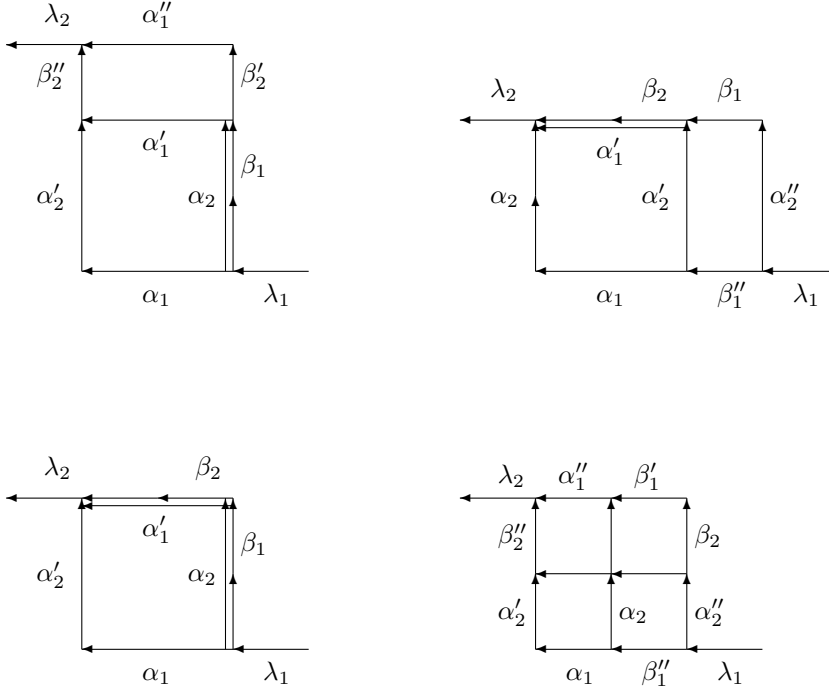 λ₂ α₁″
β₂″ β₂′
α₁′
β₁
α₂′ α₂
α₁ λ₁
λ₂ β₂ β₁
α₁′
α₂ α₂′ α₂″
α₁ β₁″ λ₁
λ₂ β₂
α₁′
β₁
α₂′ α₂
α₁ λ₁
λ₂ α₁″ β₁′
β₂″ β₂
α₂′ α₂ α₂″
α₁ β₁″ λ₁